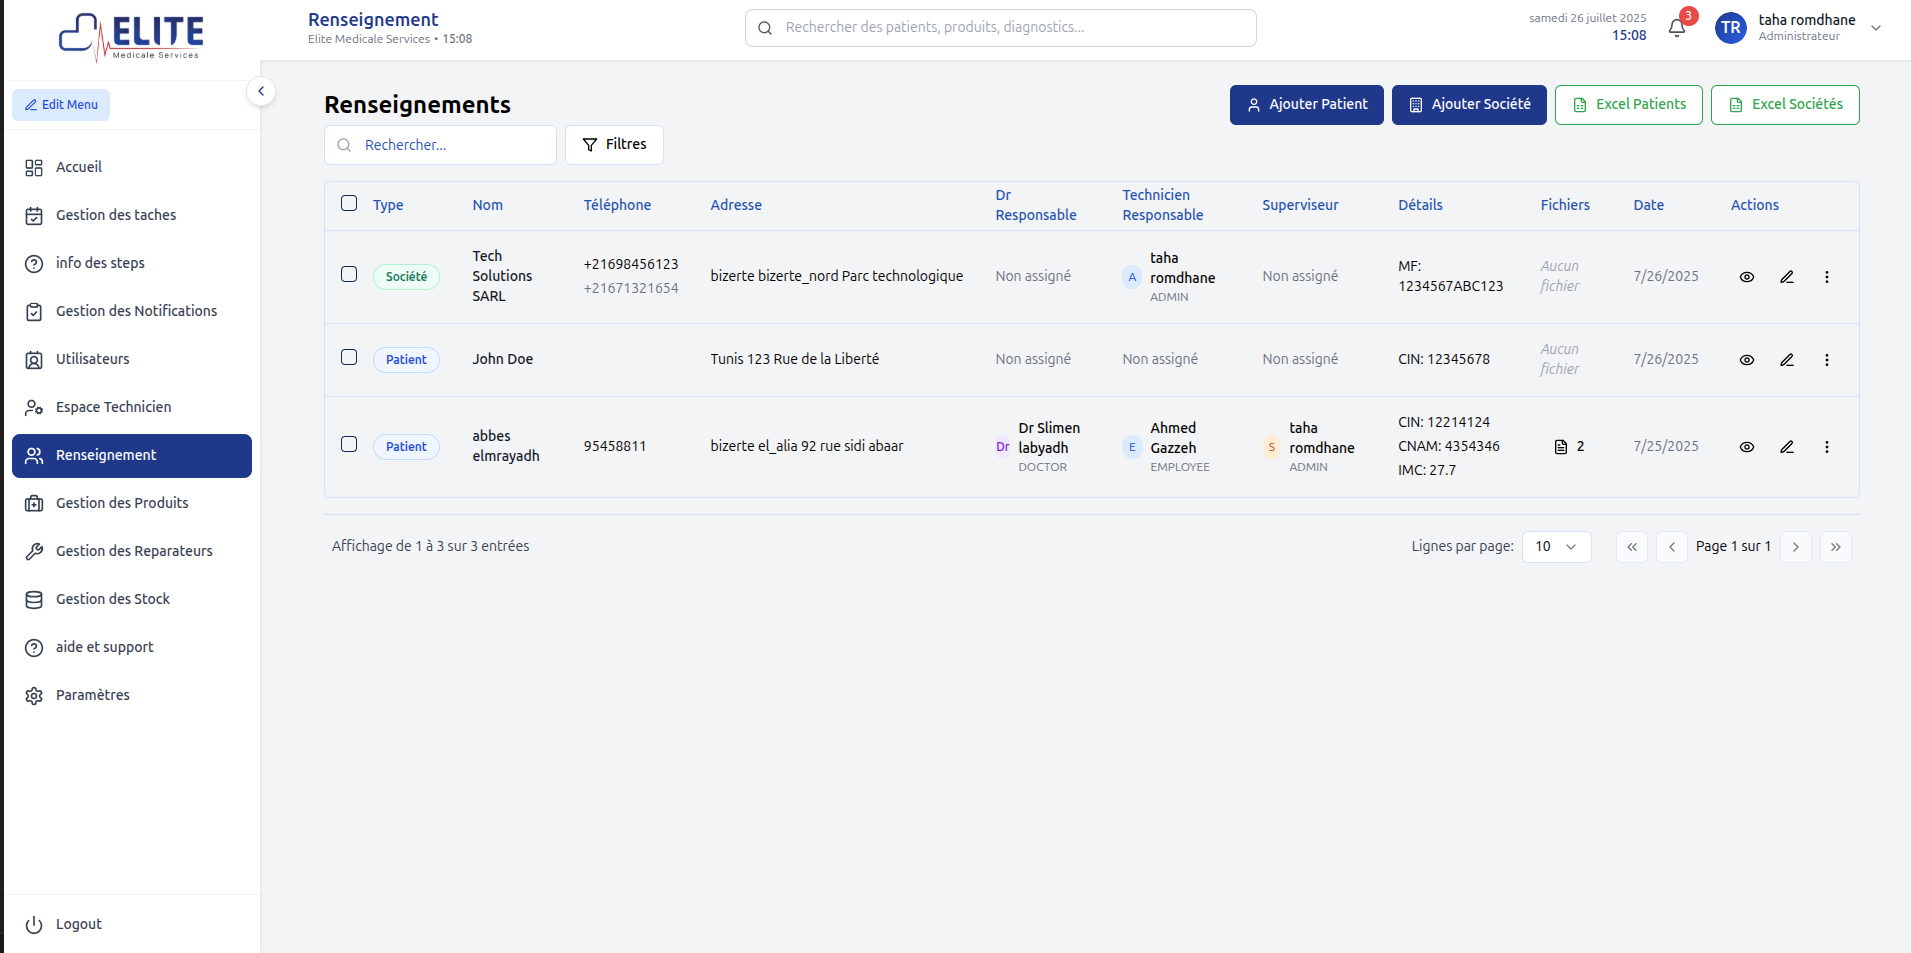 ELITE
Medicale Services
Renseignement
Elite Medicale Services • 15:08
Rechercher des patients, produits, diagnostics...
samedi 26 juillet 2025
15:08
3
TR
taha romdhane
Administrateur
Edit Menu
Accueil
Gestion des taches
info des steps
Gestion des Notifications
Utilisateurs
Espace Technicien
Renseignement
Gestion des Produits
Gestion des Reparateurs
Gestion des Stock
aide et support
Paramètres
Logout
Renseignements
Ajouter Patient
Ajouter Société
Excel Patients
Excel Sociétés
Rechercher...
Filtres
Type
Nom
Téléphone
Adresse
Dr
Responsable
Technicien
Responsable
Superviseur
Détails
Fichiers
Date
Actions
Société
Tech
Solutions
SARL
+21698456123
+21671321654
bizerte bizerte_nord Parc technologique
Non assigné
A
taha
romdhane
ADMIN
Non assigné
MF:
1234567ABC123
Aucun
fichier
7/26/2025
Patient
John Doe
Tunis 123 Rue de la Liberté
Non assigné
Non assigné
Non assigné
CIN: 12345678
Aucun
fichier
7/26/2025
Patient
abbes
elmrayadh
95458811
bizerte el_alia 92 rue sidi abaar
Dr
Dr Slimen
labyadh
DOCTOR
E
Ahmed
Gazzeh
EMPLOYEE
S
taha
romdhane
ADMIN
CIN: 12214124
CNAM: 4354346
IMC: 27.7
2
7/25/2025
Affichage de 1 à 3 sur 3 entrées
Lignes par page:
10
Page 1 sur 1